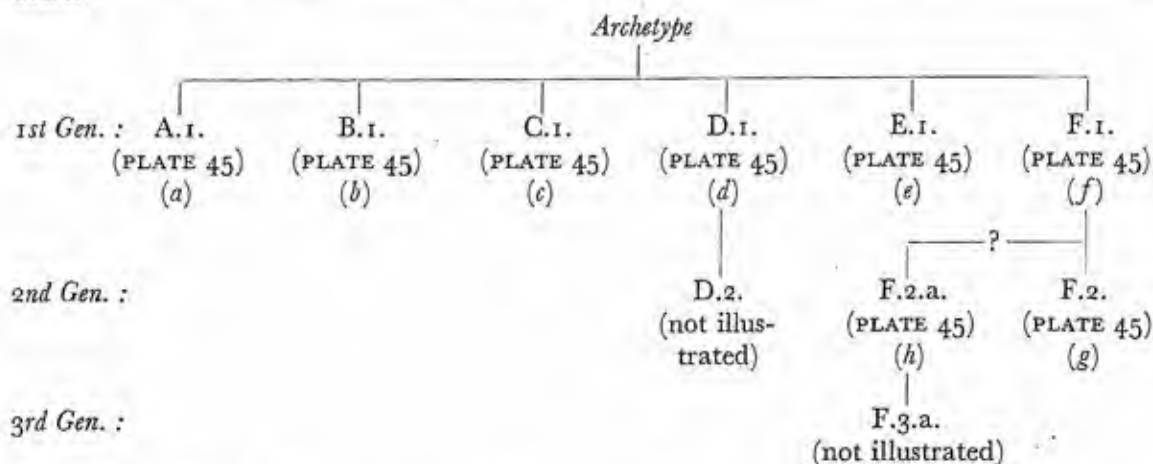 Archetype
1st Gen. : A.1. B.1. C.1. D.1. E.1. F.1.
(PLATE 45) (PLATE 45) (PLATE 45) (PLATE 45) (PLATE 45) (PLATE 45)
(a) (b) (c) (d) (e) (f)
?
2nd Gen. : D.2. F.2.a. F.2.
(not illus- (PLATE 45) (PLATE 45)
trated) (h) (g)
3rd Gen. : F.3.a.
(not illustrated)